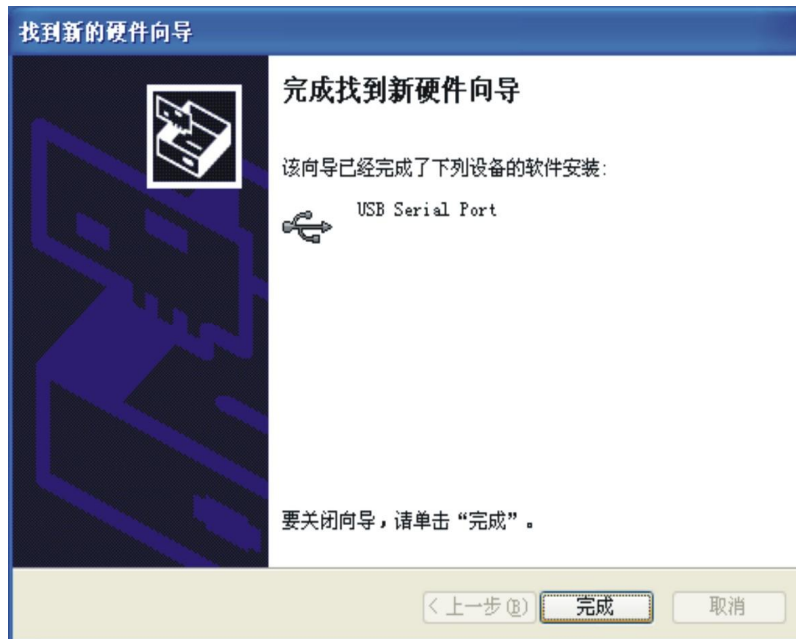 找到新的硬件向导
完成找到新硬件向导
该向导已经完成了下列设备的软件安装:
USB Serial Port
要关闭向导，请单击“完成”。
< 上一步(B)
完成
取消